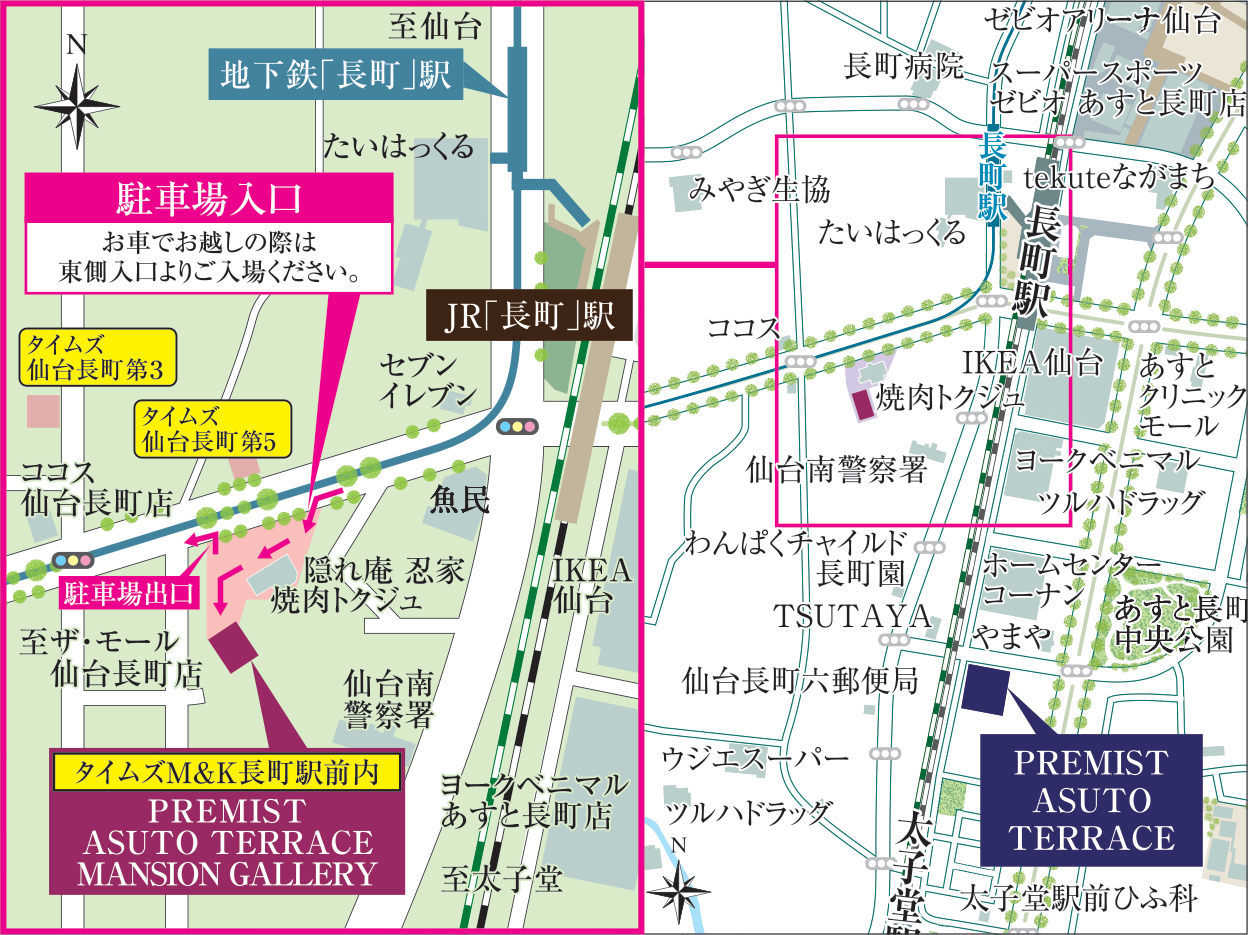 至仙台
N
地下鉄「長町」駅
たいはっくる
駐車場入口
お車でお越しの際は
東側入口よりご入場ください。
JR「長町」駅
タイムズ
仙台長町第3
セブン
イレブン
タイムズ
仙台長町第5
ココス
仙台長町店
魚民
駐車場出口
隠れ庵 忍家
焼肉トクジュ
IKEA
仙台
至ザ・モール
仙台長町店
仙台南
警察署
タイムズM&K長町駅前内
PREMIST
ASUTO TERRACE
MANSION GALLERY
ヨークベニマル
あすと長町店
至太子堂
ゼビオアリーナ仙台
長町病院
スーパースポーツ
ゼビオ あすと長町店
長町駅
みやぎ生協
tekuteながまち
たいはっくる
長町駅
ココス
IKEA仙台
あすと
クリニック
モール
焼肉トクジュ
仙台南警察署
ヨークベニマル
ツルハドラッグ
わんぱくチャイルド
長町園
ホームセンター
コーナン
あすと長町
中央公園
TSUTAYA
やまや
仙台長町六郵便局
ウジエスーパー
PREMIST
ASUTO
TERRACE
ツルハドラッグ
N
太子堂駅
太子堂駅前ひふ科